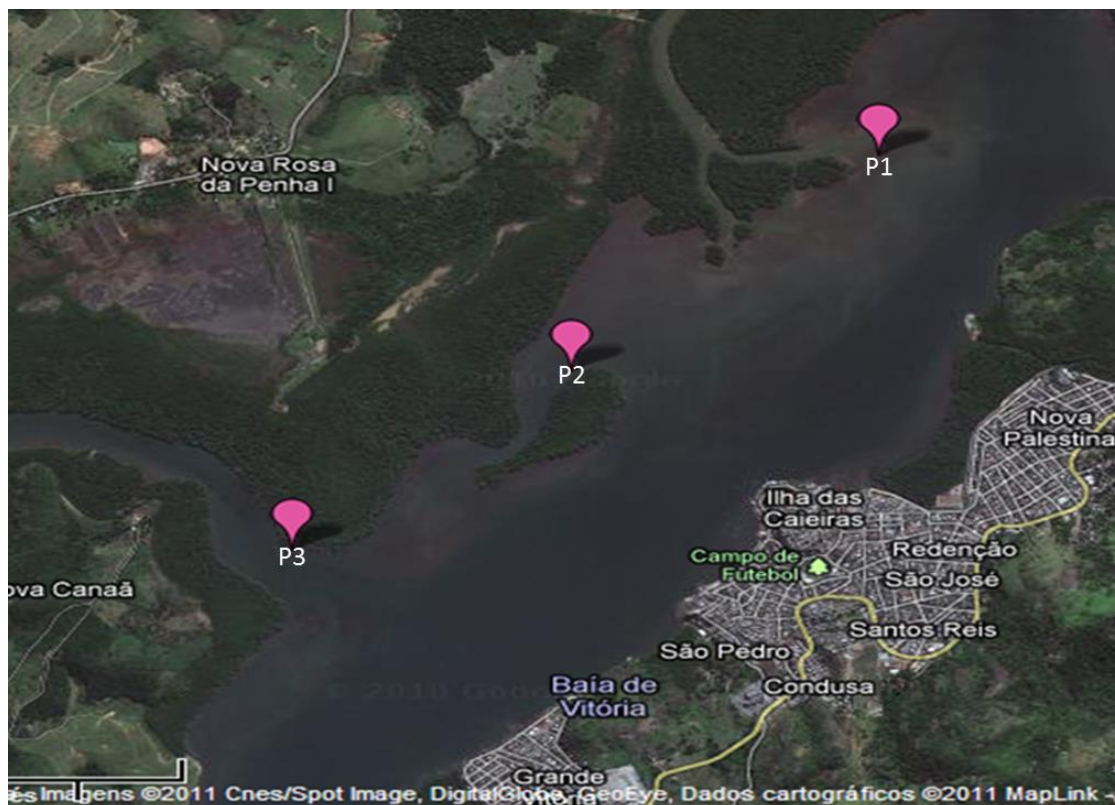 P1
Nova Rosa
da Penha I
P2
Nova
Palestina
Ilha das
Caieiras
P3
Campo de
Futebol
Redenção
São José
ova Canaã
Santos Reis
São Pedro
Condusa
Baía de
Vitória
Grande
Vitória
Imagens ©2011 Cnes/Spot Image, DigitalGlobe, GeoEye, Dados cartográficos ©2011 MapLink -